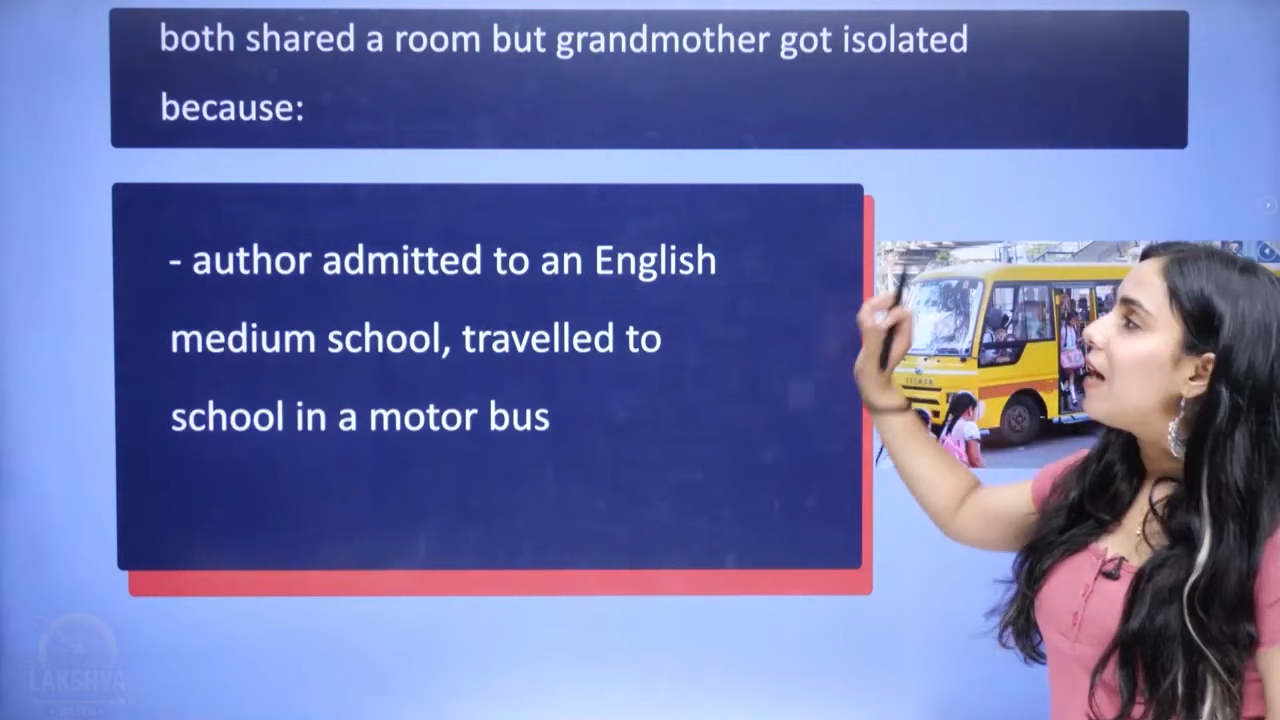 both shared a room but grandmother got isolated
because:
- author admitted to an English
medium school, travelled to
school in a motor bus
LAKSHYA